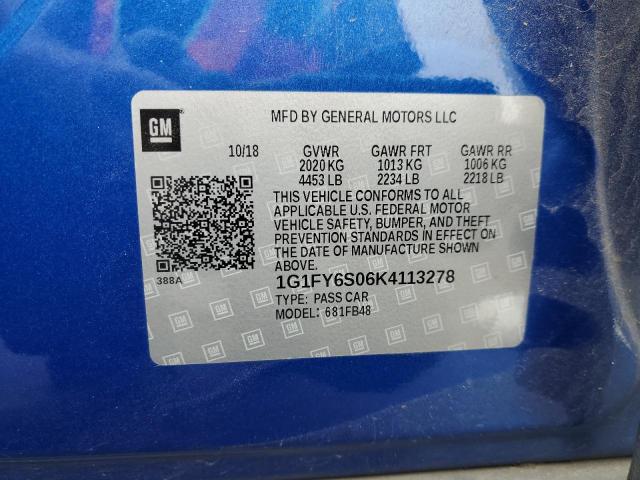 GM
MFD BY GENERAL MOTORS LLC
10/18 GVWR GAWR FRT GAWR RR
2020 KG 1013 KG 1006 KG
4453 LB 2234 LB 2218 LB
THIS VEHICLE CONFORMS TO ALL
APPLICABLE U.S. FEDERAL MOTOR
VEHICLE SAFETY, BUMPER, AND THEFT
PREVENTION STANDARDS IN EFFECT ON
THE DATE OF MANUFACTURE SHOWN
ABOVE.
388A
1G1FY6S06K4113278
TYPE: PASS CAR
MODEL: 681FB48